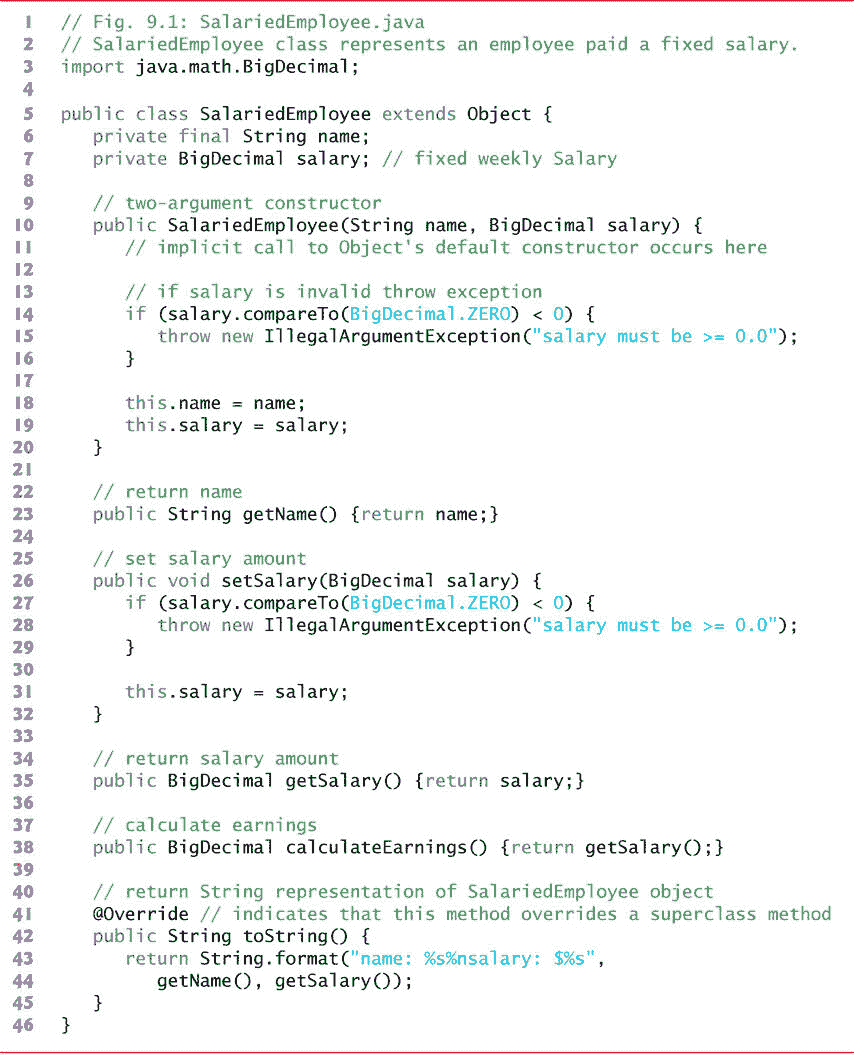 1 // Fig. 9.1: SalariedEmployee.java
2 // SalariedEmployee class represents an employee paid a fixed salary.
3 import java.math.BigDecimal;
4
5 public class SalariedEmployee extends Object {
6    private final String name;
7    private BigDecimal salary; // fixed weekly Salary
8
9    // two-argument constructor
10    public SalariedEmployee(String name, BigDecimal salary) {
11       // implicit call to Object's default constructor occurs here
12
13       // if salary is invalid throw exception
14       if (salary.compareTo(BigDecimal.ZERO) < 0) {
15          throw new IllegalArgumentException("salary must be >= 0.0");
16       }
17
18       this.name = name;
19       this.salary = salary;
20    }
21
22    // return name
23    public String getName() {return name;}
24
25    // set salary amount
26    public void setSalary(BigDecimal salary) {
27       if (salary.compareTo(BigDecimal.ZERO) < 0) {
28          throw new IllegalArgumentException("salary must be >= 0.0");
29       }
30
31       this.salary = salary;
32    }
33
34    // return salary amount
35    public BigDecimal getSalary() {return salary;}
36
37    // calculate earnings
38    public BigDecimal calculateEarnings() {return getSalary();}
39
40    // return String representation of SalariedEmployee object
41    @Override // indicates that this method overrides a superclass method
42    public String toString() {
43       return String.format("name: %s%nsalary: $%s",
44          getName(), getSalary());
45    }
46 }